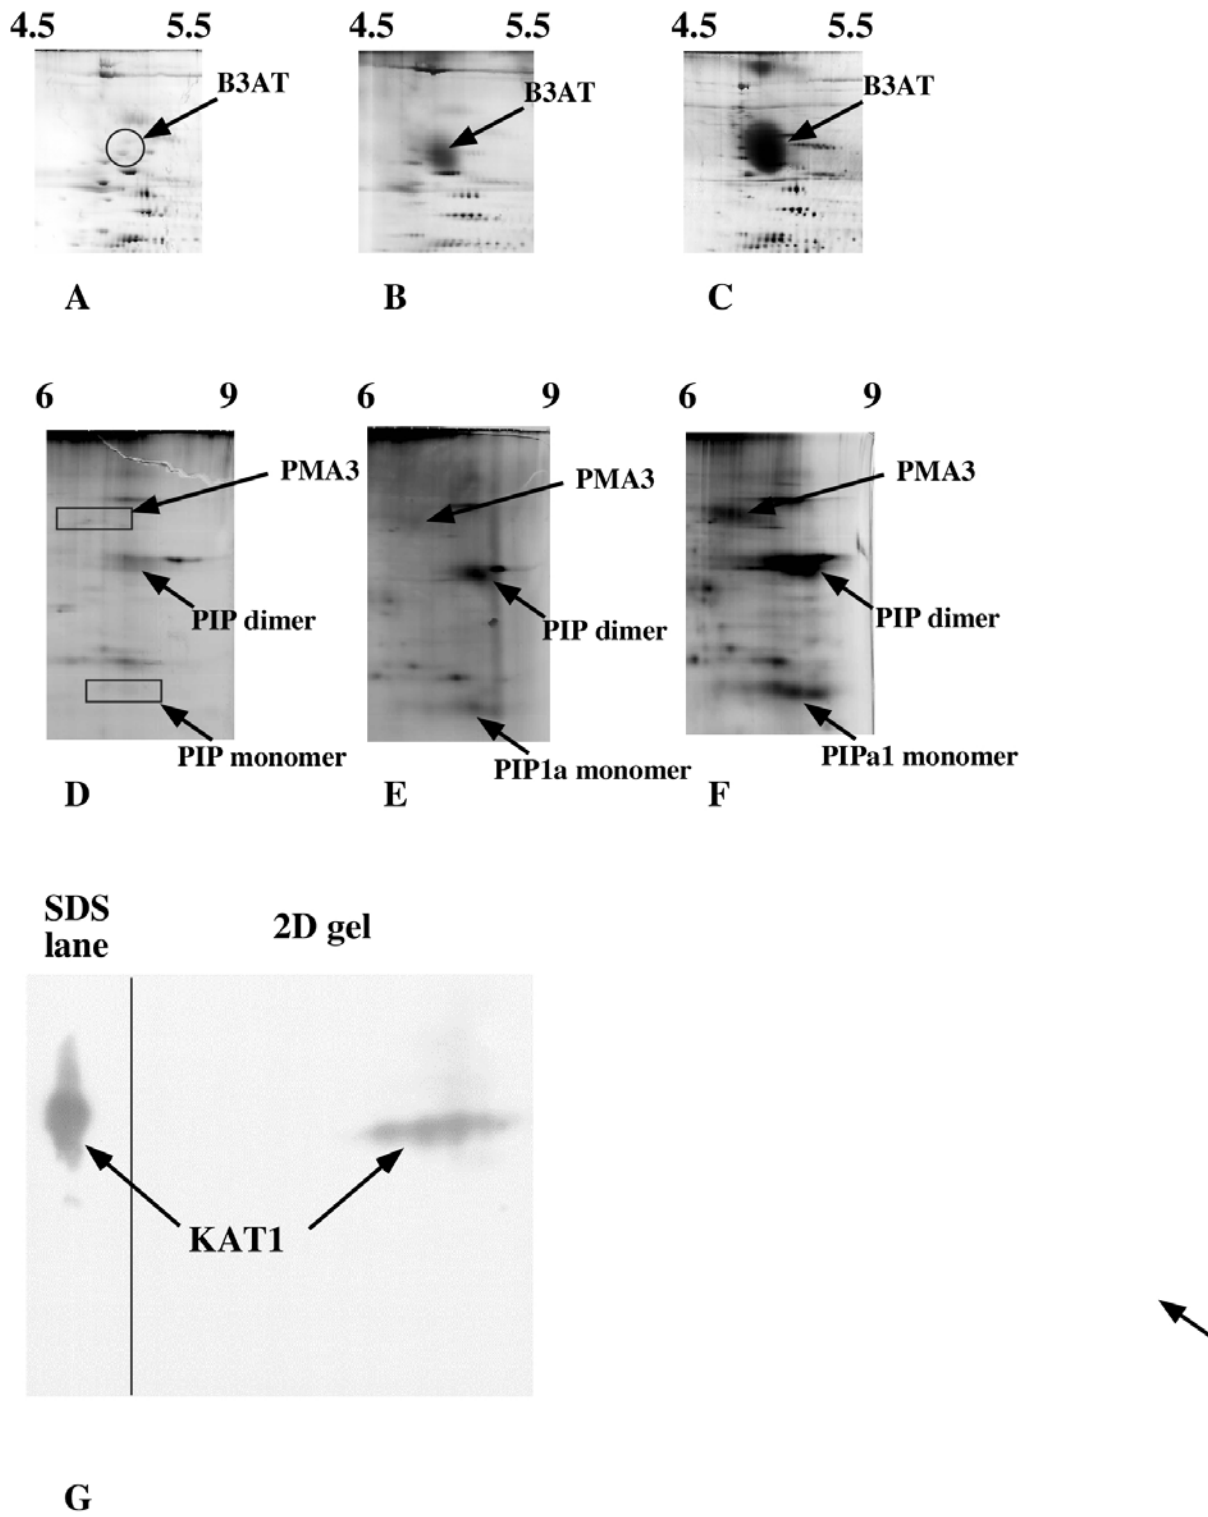 4.5 5.5 4.5 5.5 4.5 5.5
B3AT B3AT B3AT
A B C
6 9 6 9 6 9
PMA3 PMA3 PMA3
PIP dimer PIP dimer PIP dimer
PIP monomer PIP1a monomer PIPa1 monomer
D E F
SDS
lane
2D gel
KAT1
G